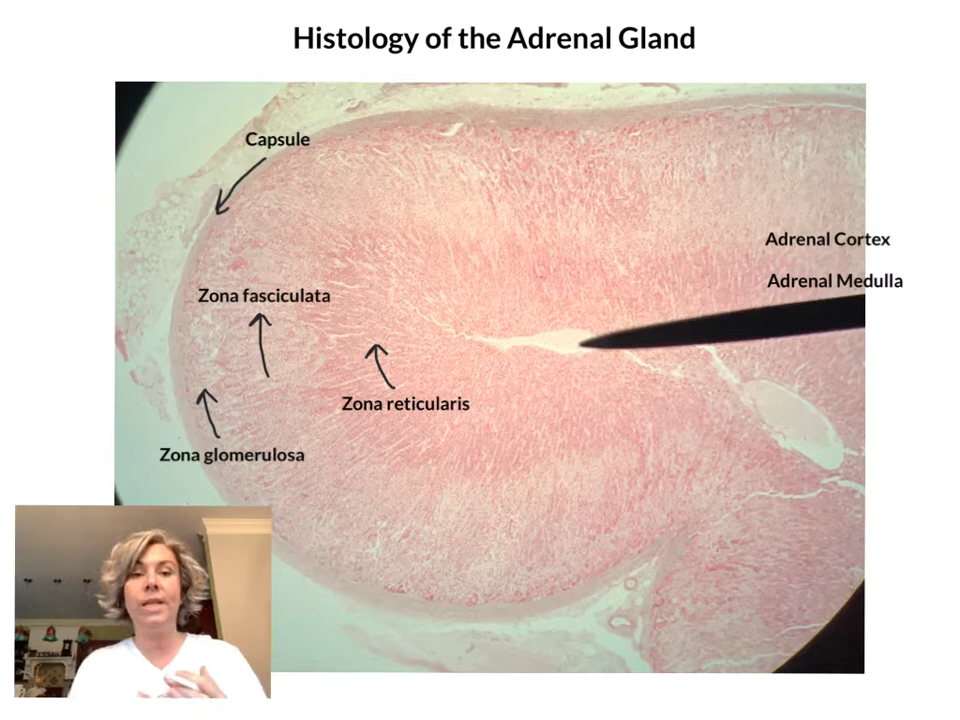 Histology of the Adrenal Gland
Capsule
Adrenal Cortex
Adrenal Medulla
Zona fasciculata
Zona reticularis
Zona glomerulosa